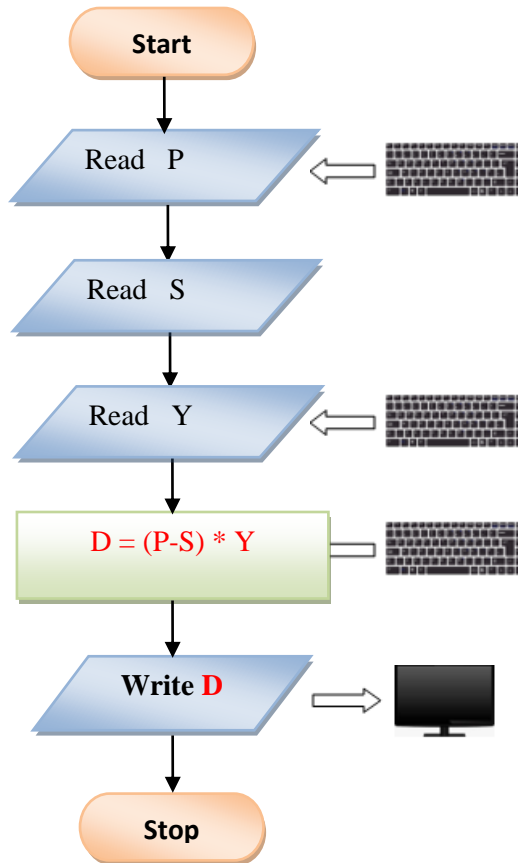 Start
Read P
Read S
Read Y
D = (P-S) * Y
Write D
Stop